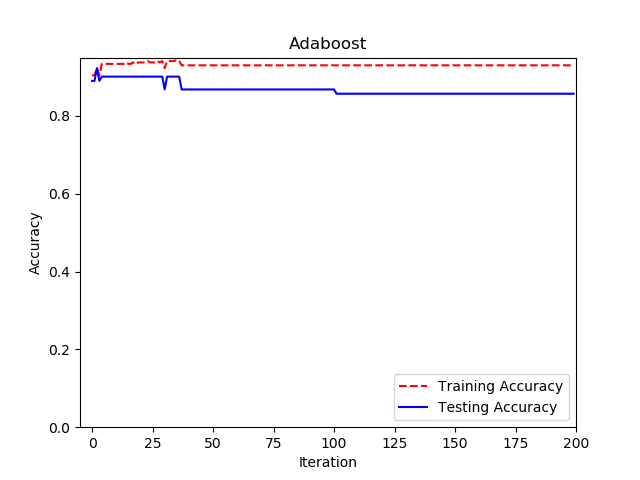 Adaboost
Accuracy
0.8
0.6
0.4
0.2
0.0
Training Accuracy
Testing Accuracy
0 25 50 75 100 125 150 175 200
Iteration